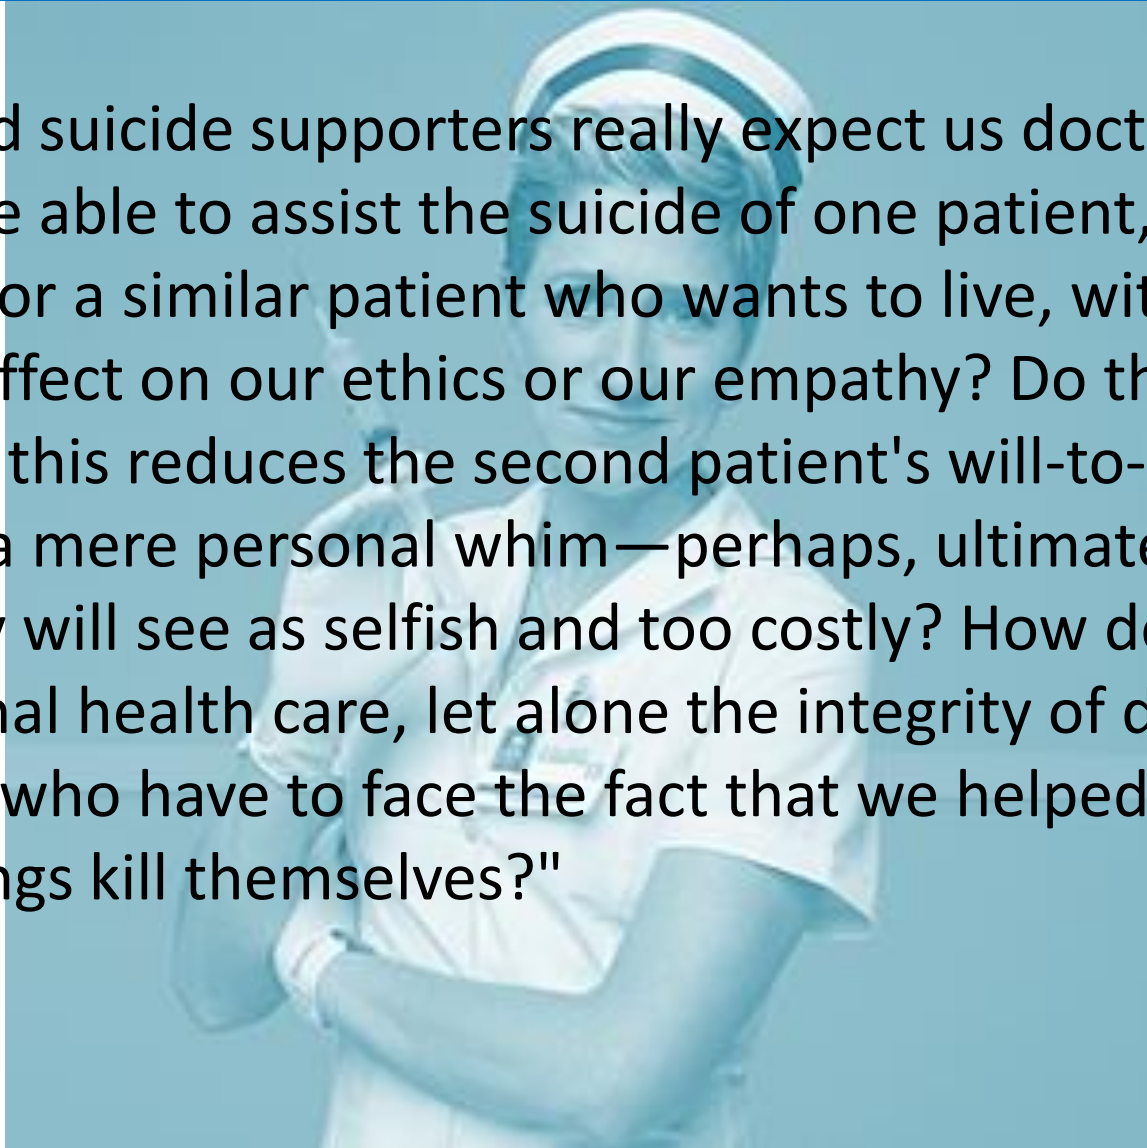 d suicide supporters really expect us doct
e able to assist the suicide of one patient,
or a similar patient who wants to live, wit
ffect on our ethics or our empathy? Do th
this reduces the second patient's will-to-
a mere personal whim—perhaps, ultimate
will see as selfish and too costly? How do
nal health care, let alone the integrity of d
who have to face the fact that we helped
ngs kill themselves?"